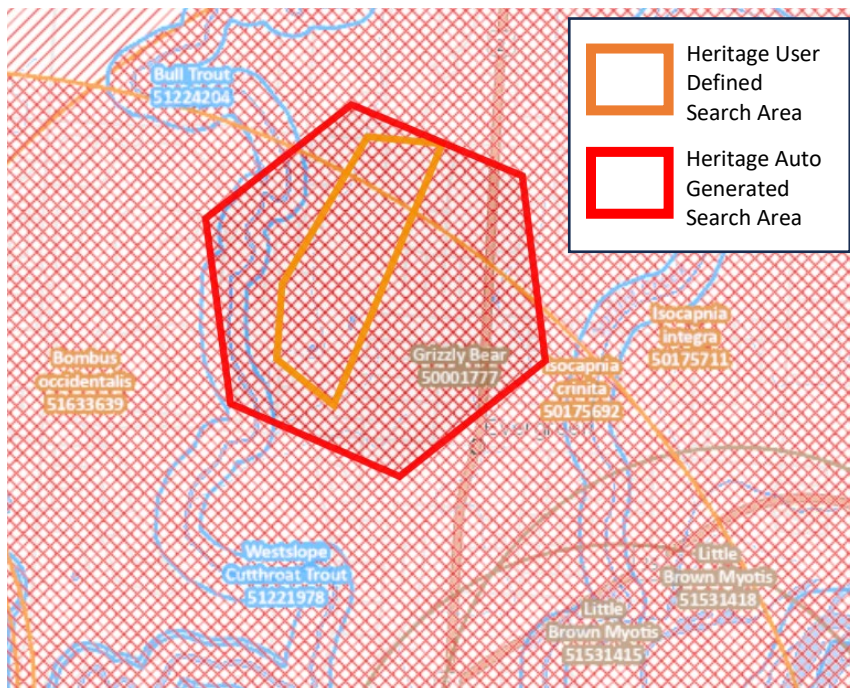 Bull Trout
51224204
Heritage User
Defined
Search Area
Heritage Auto
Generated
Search Area
Bombus
occidentalis
51633639
Grizzly Bear
50001777
Isocapnia
integra
50175711
Isocapnia
crinita
50175692
Evergreen
Westslope
Cutthroat Trout
51221978
Little
Brown Myotis
51531418
Little
Brown Myotis
51531415